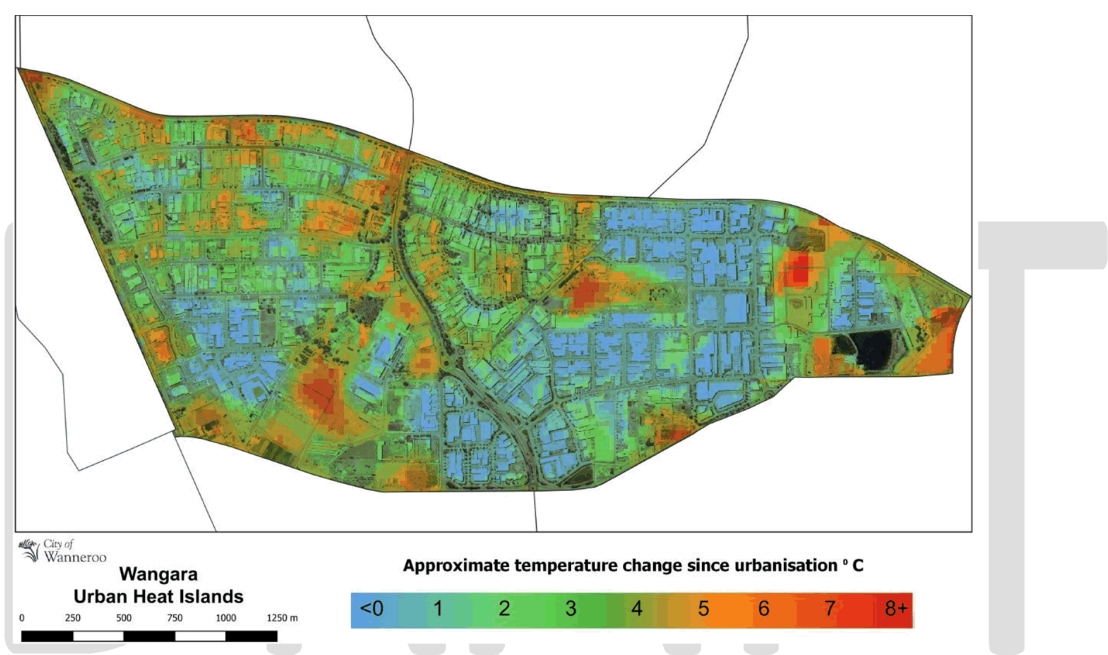 City of
Wanneroo
Wangara
Urban Heat Islands
0 250 500 750 1000 1250 m
Approximate temperature change since urbanisation ° C
<0 1 2 3 4 5 6 7 8+